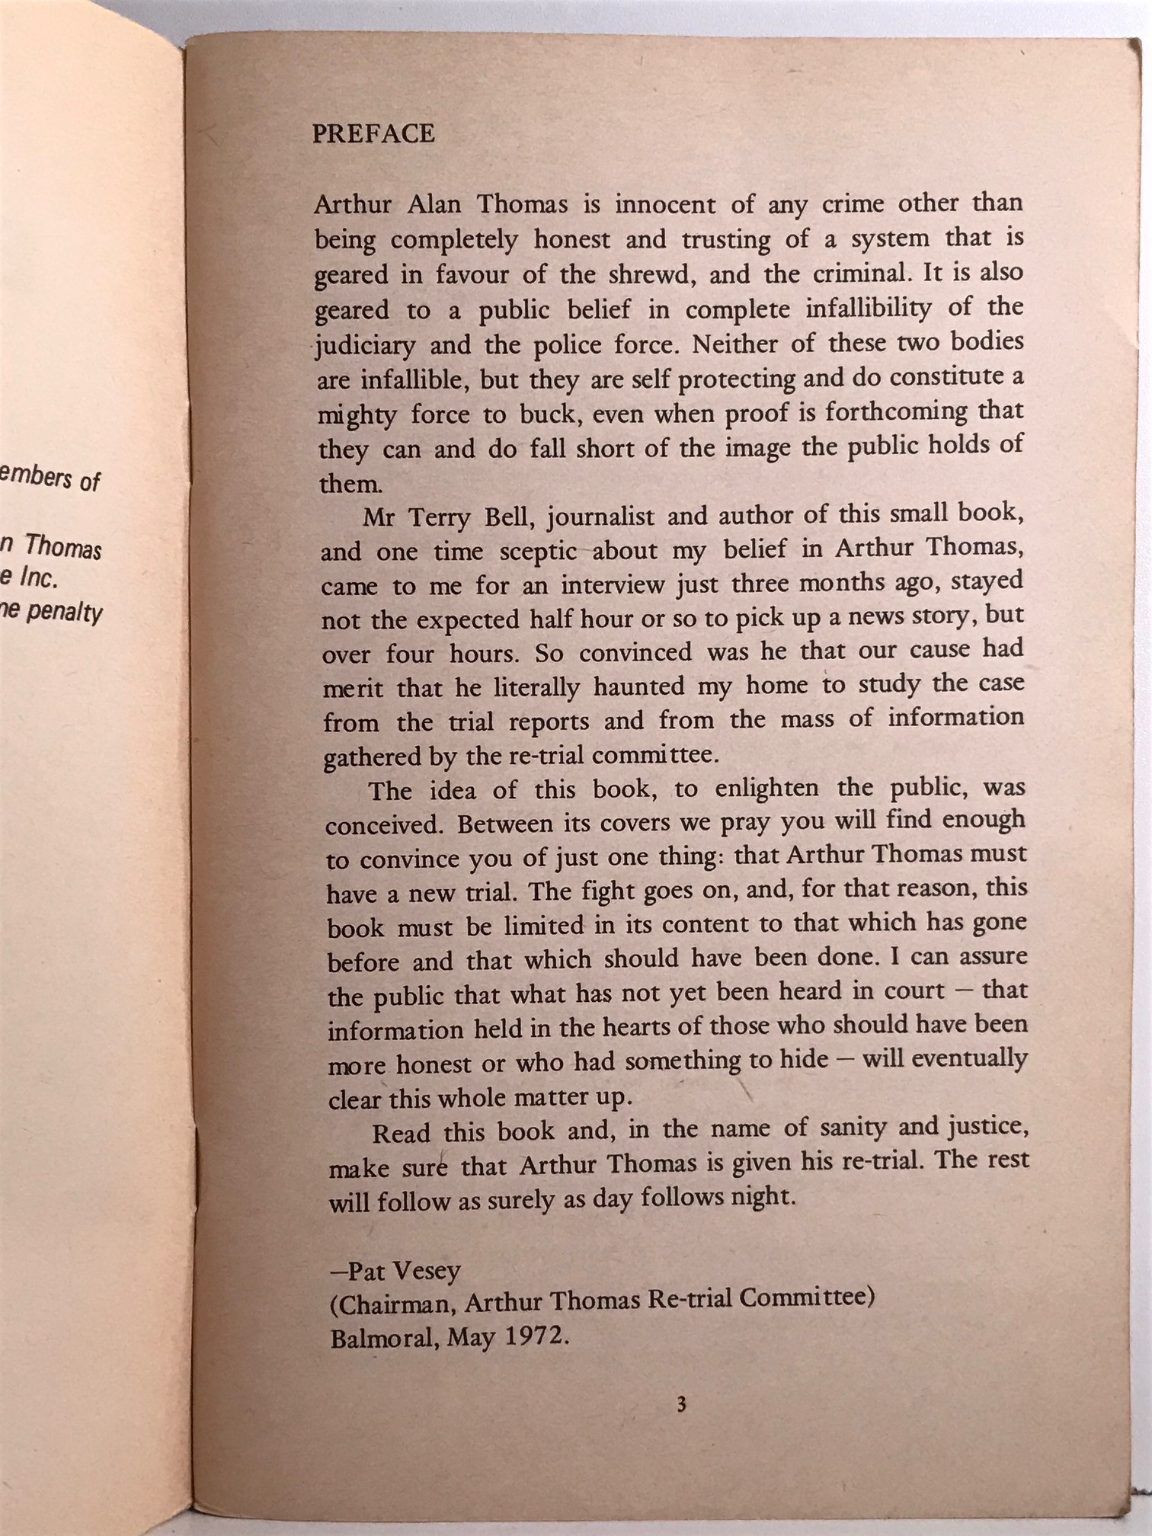 embers of
n Thomas
e Inc.
ne penalty
PREFACE
Arthur Alan Thomas is innocent of any crime other than
being completely honest and trusting of a system that is
geared in favour of the shrewd, and the criminal. It is also
geared to a public belief in complete infallibility of the
judiciary and the police force. Neither of these two bodies
are infallible, but they are self protecting and do constitute a
mighty force to buck, even when proof is forthcoming that
they can and do fall short of the image the public holds of
them.
Mr Terry Bell, journalist and author of this small book,
and one time sceptic about my belief in Arthur Thomas,
came to me for an interview just three months ago, stayed
not the expected half hour or so to pick up a news story, but
over four hours. So convinced was he that our cause had
merit that he literally haunted my home to study the case
from the trial reports and from the mass of information
gathered by the re-trial committee.
The idea of this book, to enlighten the public, was
conceived. Between its covers we pray you will find enough
to convince you of just one thing: that Arthur Thomas must
have a new trial. The fight goes on, and, for that reason, this
book must be limited in its content to that which has gone
before and that which should have been done. I can assure
the public that what has not yet been heard in court — that
information held in the hearts of those who should have been
more honest or who had something to hide — will eventually
clear this whole matter up.
Read this book and, in the name of sanity and justice,
make sure that Arthur Thomas is given his re-trial. The rest
will follow as surely as day follows night.
—Pat Vesey
(Chairman, Arthur Thomas Re-trial Committee)
Balmoral, May 1972.
3